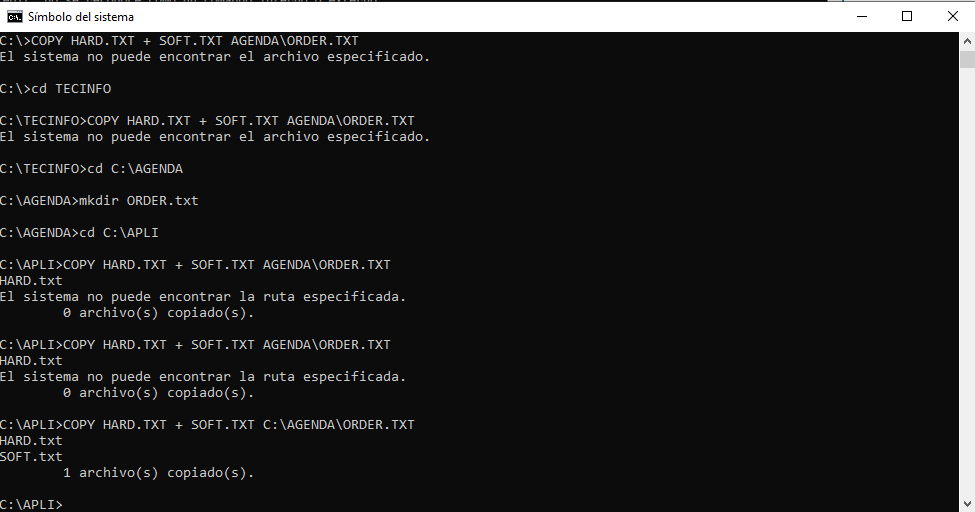 Símbolo del sistema
C:\>COPY HARD.TXT + SOFT.TXT AGENDA\ORDER.TXT
El sistema no puede encontrar el archivo especificado.
C:\>cd TECINFO
C:\TECINFO>COPY HARD.TXT + SOFT.TXT AGENDA\ORDER.TXT
El sistema no puede encontrar el archivo especificado.
C:\TECINFO>cd C:\AGENDA
C:\AGENDA>mkdir ORDER.txt
C:\AGENDA>cd C:\APLI
C:\APLI>COPY HARD.TXT + SOFT.TXT AGENDA\ORDER.TXT
HARD.txt
El sistema no puede encontrar la ruta especificada.
        0 archivo(s) copiado(s).
C:\APLI>COPY HARD.TXT + SOFT.TXT AGENDA\ORDER.TXT
HARD.txt
El sistema no puede encontrar la ruta especificada.
        0 archivo(s) copiado(s).
C:\APLI>COPY HARD.TXT + SOFT.TXT C:\AGENDA\ORDER.TXT
HARD.txt
SOFT.txt
        1 archivo(s) copiado(s).
C:\APLI>